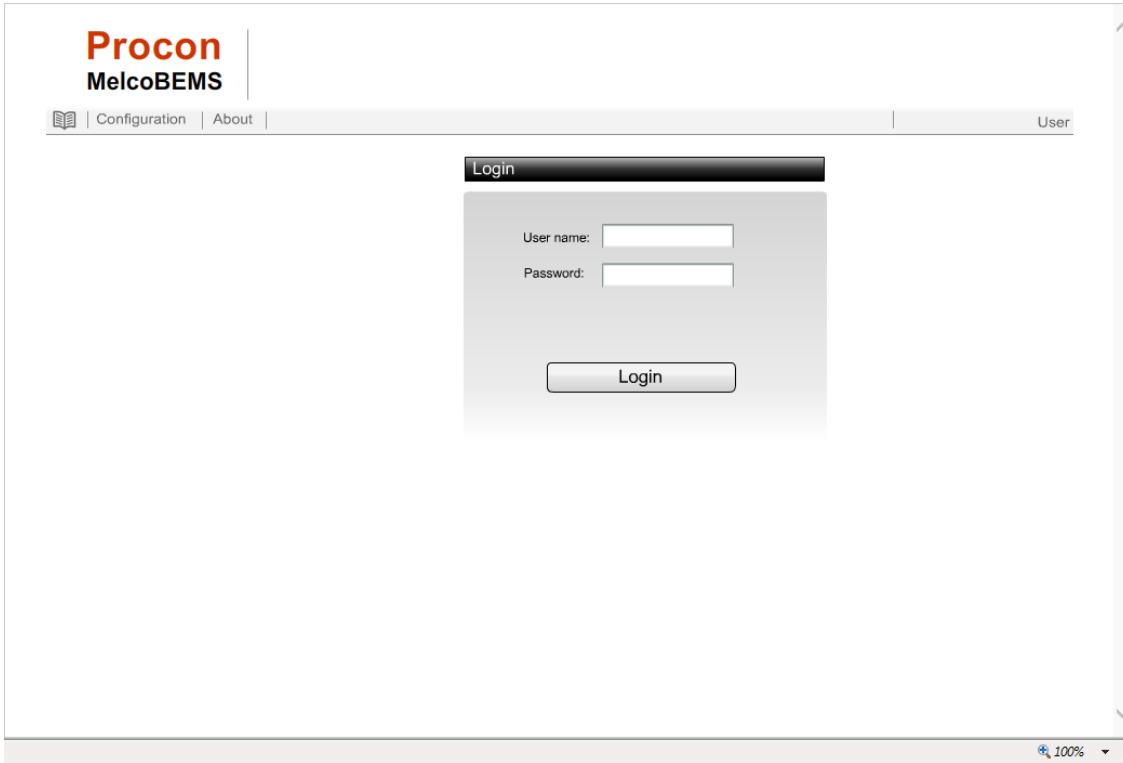 Procon
MelcoBEMS
Configuration About User
Login
User name:
Password:
Login
100%